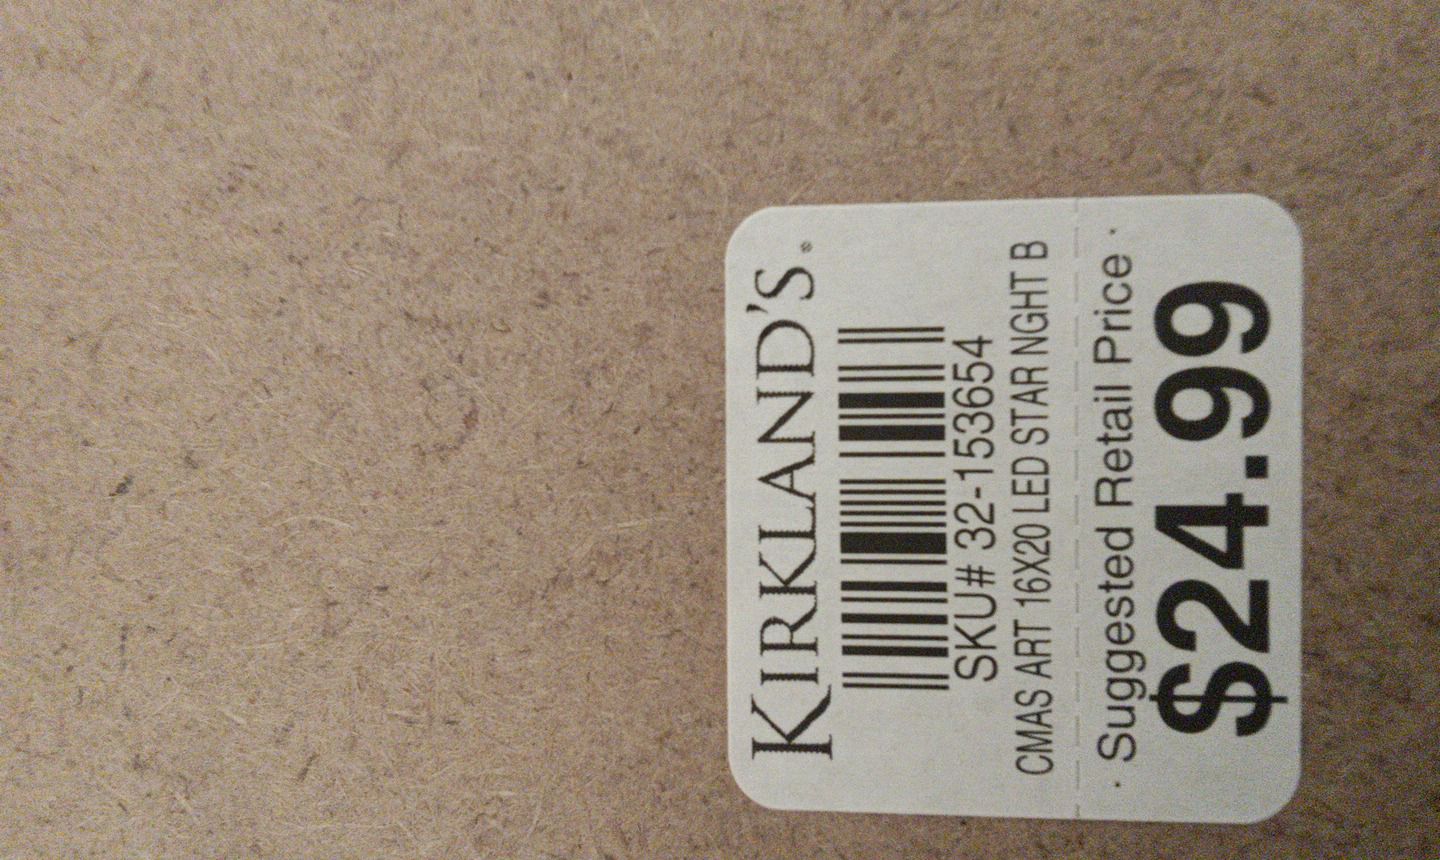 KIRKLAND'S®
SKU# 32-153654
CMAS ART 16X20 LED STAR NGHT B
· Suggested Retail Price ·
$24.99